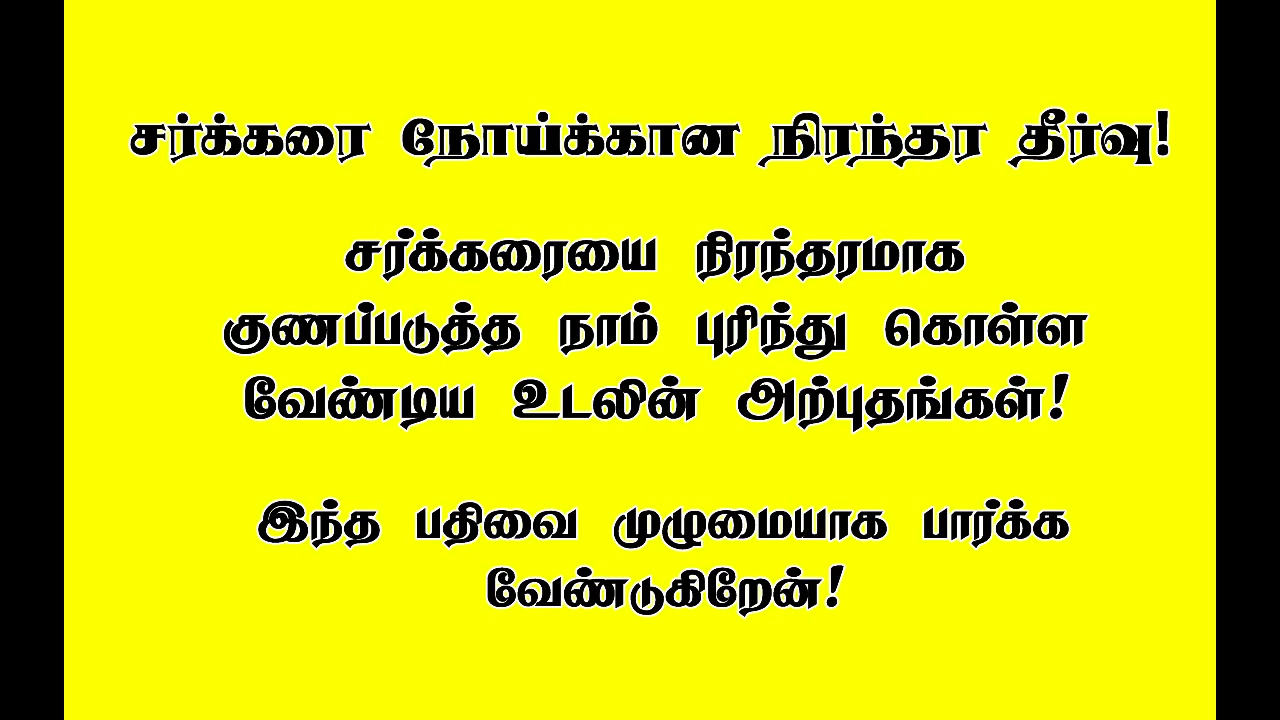 சர்க்கரை நோய்க்கான நிரந்தர தீர்வு!
சர்க்கரையை நிரந்தரமாக
குணப்படுத்த நாம் புரிந்து கொள்ள
வேண்டிய உடலின் அற்புதங்கள்!
இந்த பதிவை முழுமையாக பார்க்க
வேண்டுகிறேன்!